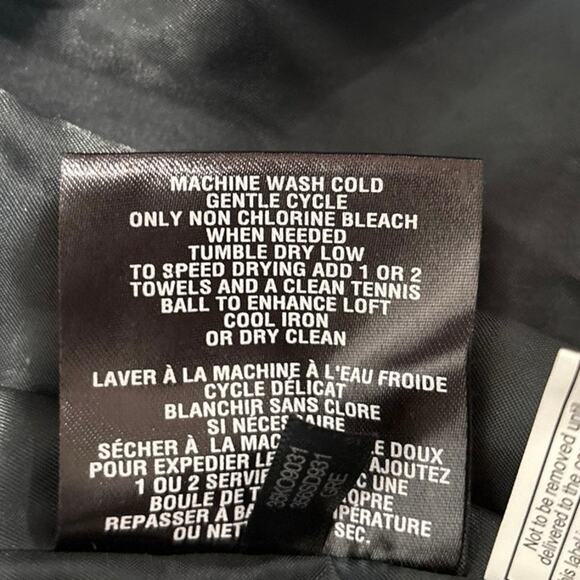 MACHINE WASH COLD
GENTLE CYCLE
ONLY NON CHLORINE BLEACH
WHEN NEEDED
TUMBLE DRY LOW
TO SPEED DRYING ADD 1 OR 2
TOWELS AND A CLEAN TENNIS
BALL TO ENHANCE LOFT
COOL IRON
OR DRY CLEAN
LAVER À LA MACHINE À L'EAU FROIDE
CYCLE DÉLICAT
BLANCHIR SANS CLORE
SI NÉCESSAIRE
SÉCHER À LA DOUX
POUR EXPEDIER AJOUTEZ
1 OU 2 UNE
BOULE DE
REPASSER À
OU SEC.
GRE
Not to be removed
delivered to the